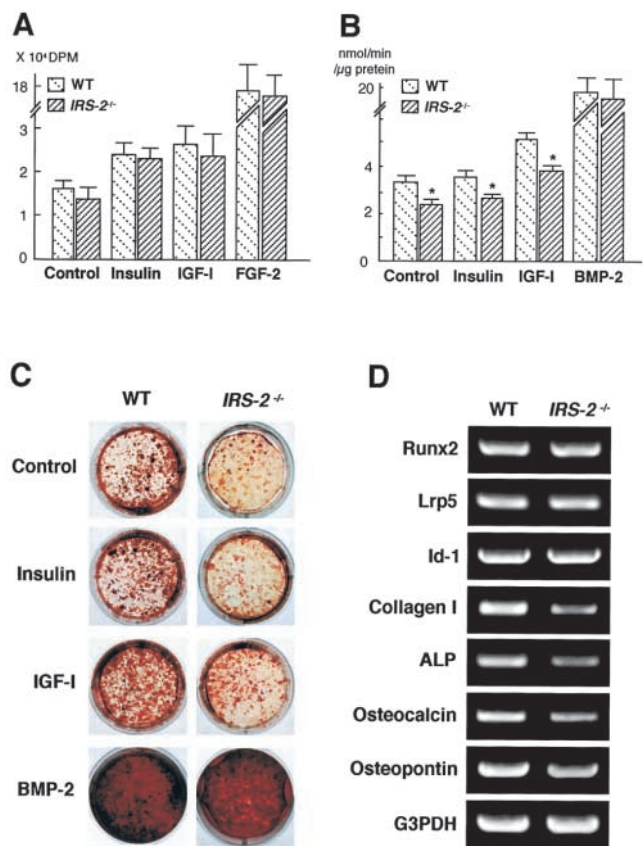 A
X 10⁴ DPM
WT
IRS-2⁻/⁻
18
3
2
1
0
Control Insulin IGF-I FGF-2
B
nmol/min
/µg pretein
WT
IRS-2⁻/⁻
20
4
2
0
* * *
Control Insulin IGF-I BMP-2
C
WT IRS-2⁻/⁻
Control
Insulin
IGF-I
BMP-2
D
WT IRS-2⁻/⁻
Runx2
Lrp5
Id-1
Collagen I
ALP
Osteocalcin
Osteopontin
G3PDH